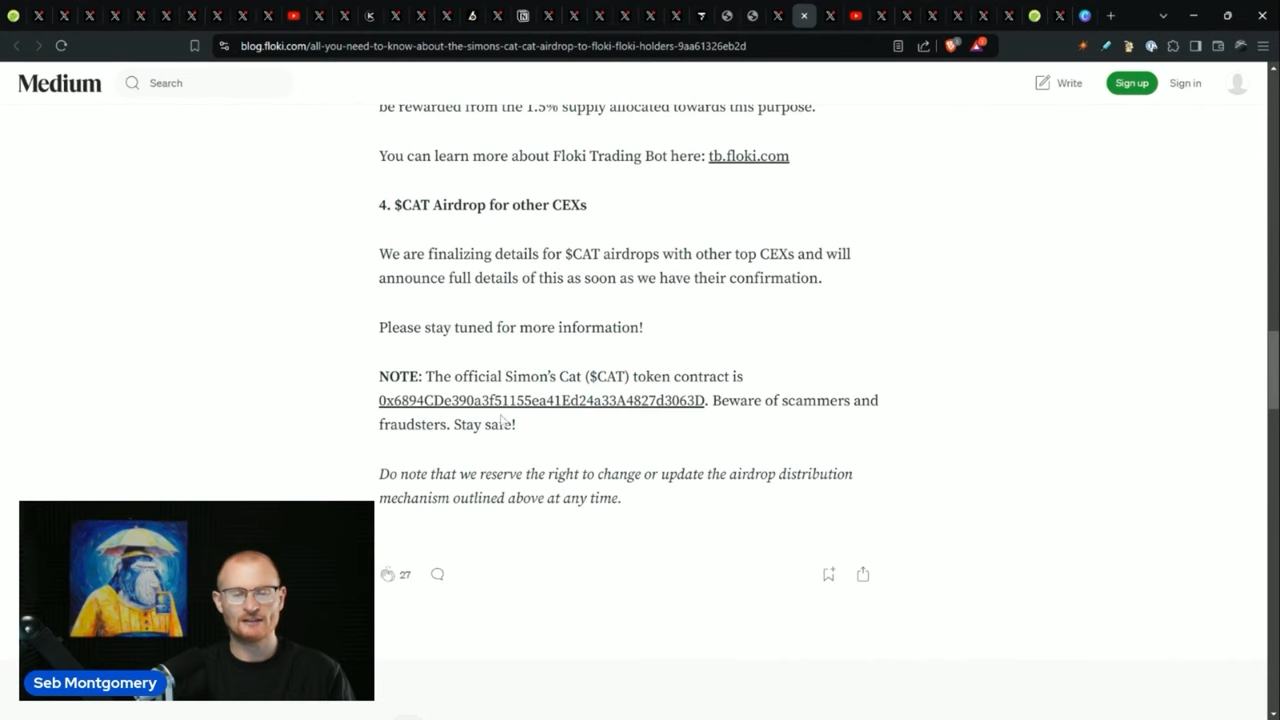 blog.floki.com/all-you-need-to-know-about-the-simons-cat-cat-airdrop-to-floki-floki-holders-9aa61326eb2d
Medium
Search
Write
Sign up
Sign in
be rewarded from the 1.5% supply allocated towards this purpose.
You can learn more about Floki Trading Bot here: tb.floki.com
4. $CAT Airdrop for other CEXs
We are finalizing details for $CAT airdrops with other top CEXs and will
announce full details of this as soon as we have their confirmation.
Please stay tuned for more information!
NOTE: The official Simon’s Cat ($CAT) token contract is
0x6894CDe390a3f51155ea41Ed24a33A4827d3063D. Beware of scammers and
fraudsters. Stay safe!
Do note that we reserve the right to change or update the airdrop distribution
mechanism outlined above at any time.
27
Seb Montgomery